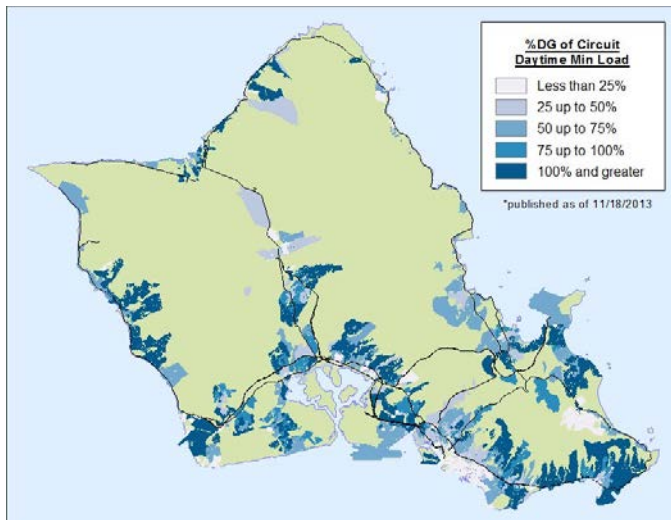 %DG of Circuit
Daytime Min Load
Less than 25%
25 up to 50%
50 up to 75%
75 up to 100%
100% and greater
*published as of 11/18/2013